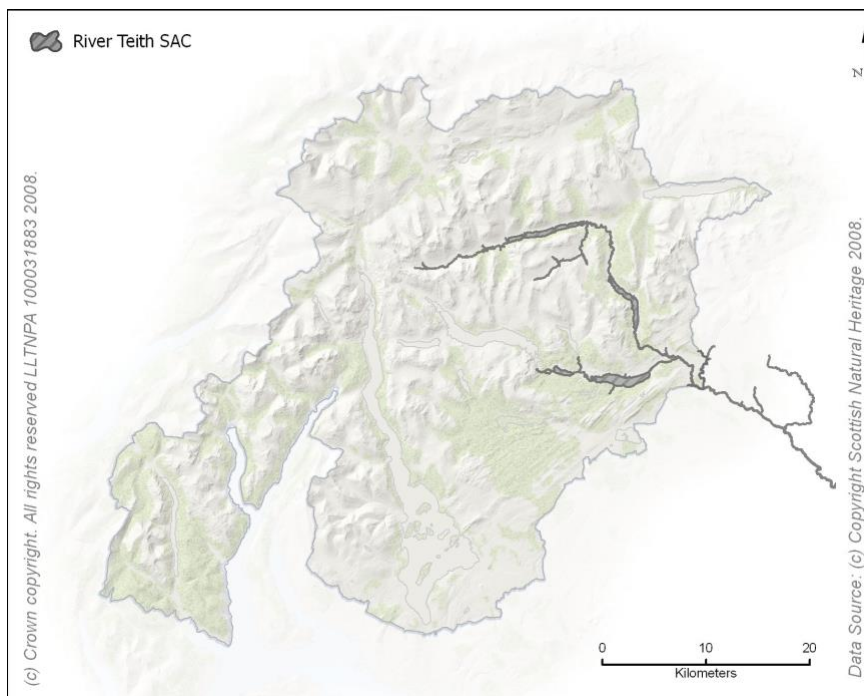 River Teith SAC
N
(c) Crown copyright. All rights reserved LLTNPA 100031883 2008.
Data Source: (c) Copyright Scottish Natural Heritage 2008.
0 10 20
Kilometers